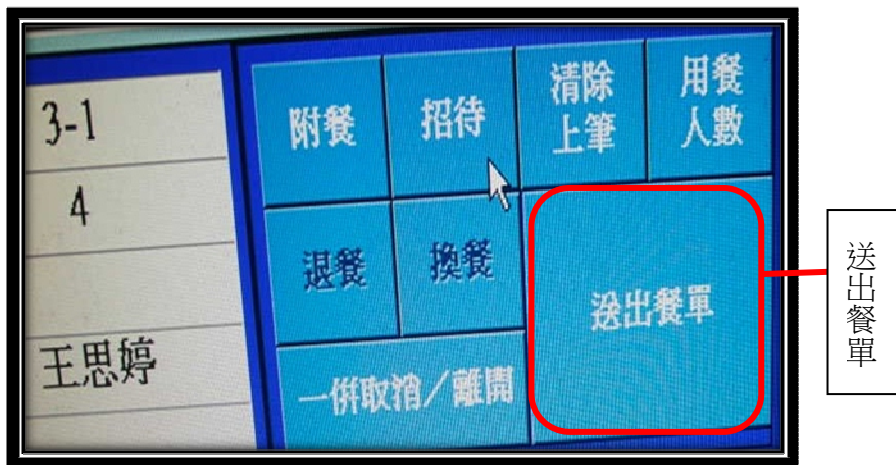 3-1
4
王思婷
附餐
招待
清除
上筆
用餐
人數
退餐
換餐
送出餐單
一併取消／離開
送出餐單